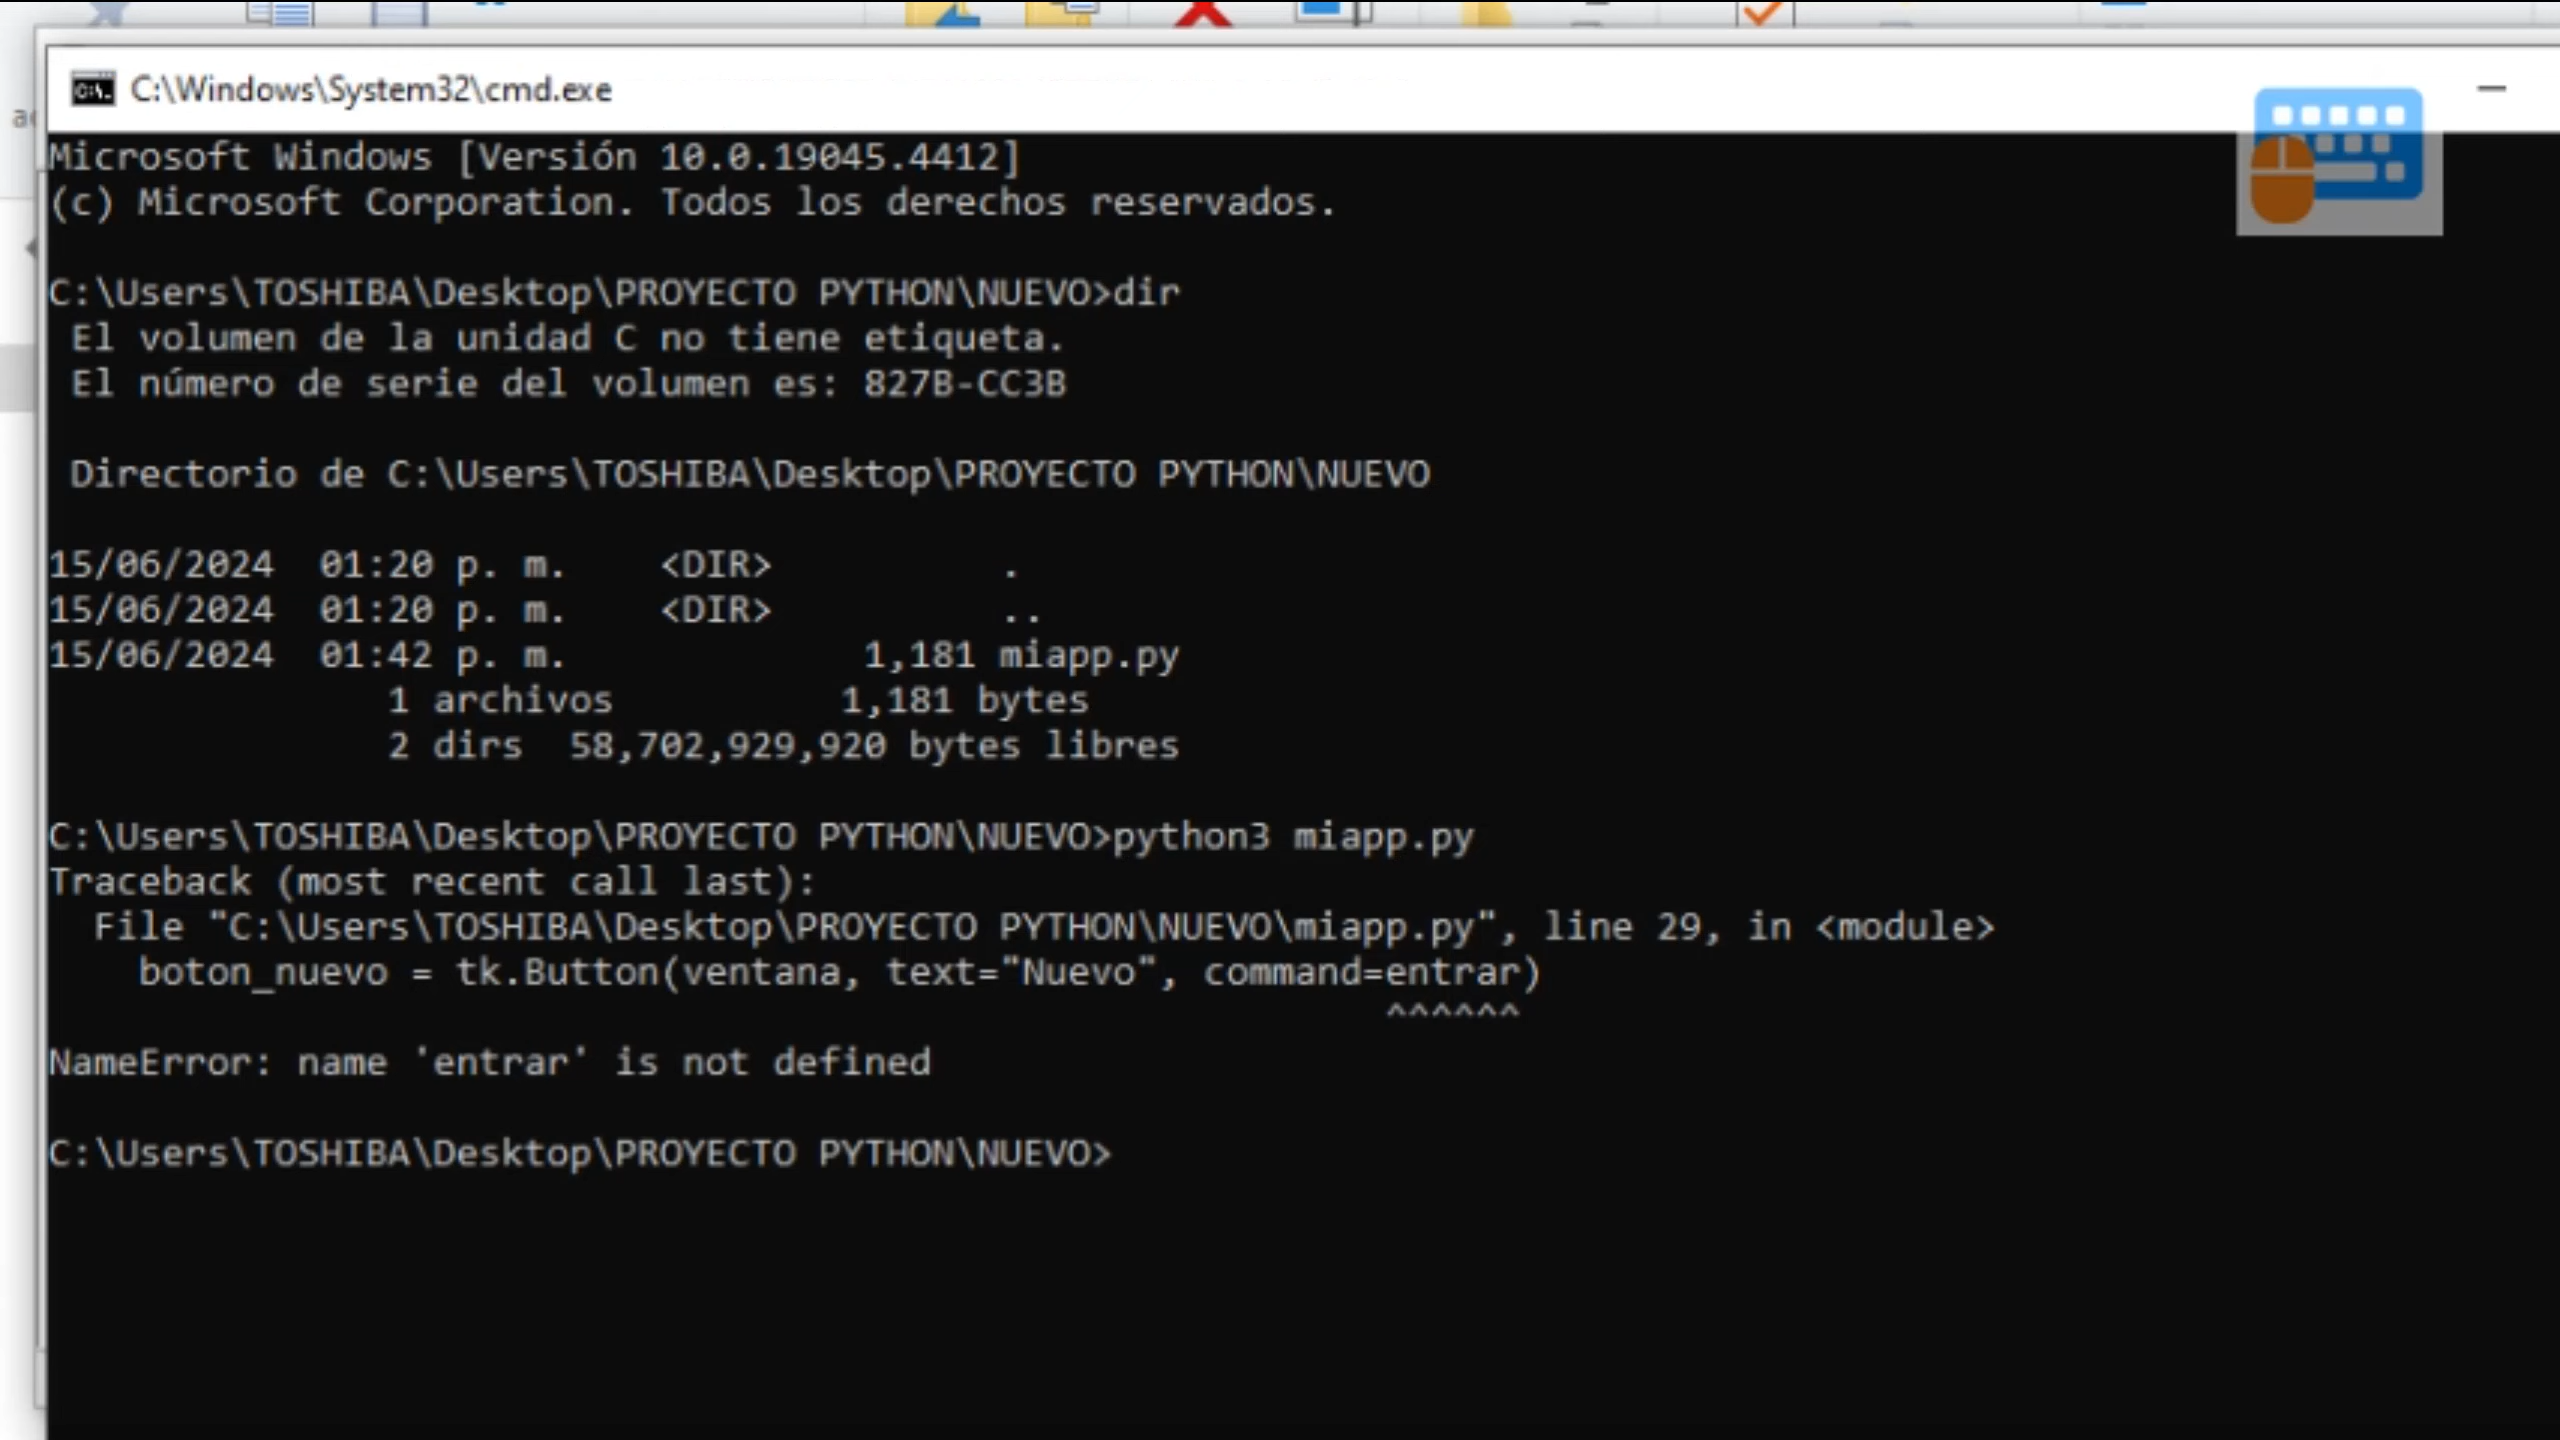 C:\Windows\System32\cmd.exe
Microsoft Windows [Versión 10.0.19045.4412]
(c) Microsoft Corporation. Todos los derechos reservados.
C:\Users\TOSHIBA\Desktop\PROYECTO PYTHON\NUEVO>dir
El volumen de la unidad C no tiene etiqueta.
El número de serie del volumen es: 827B-CC3B
Directorio de C:\Users\TOSHIBA\Desktop\PROYECTO PYTHON\NUEVO
15/06/2024  01:20 p. m.    <DIR>          .
15/06/2024  01:20 p. m.    <DIR>          ..
15/06/2024  01:42 p. m.             1,181 miapp.py
1 archivos          1,181 bytes
2 dirs  58,702,929,920 bytes libres
C:\Users\TOSHIBA\Desktop\PROYECTO PYTHON\NUEVO>python3 miapp.py
Traceback (most recent call last):
File "C:\Users\TOSHIBA\Desktop\PROYECTO PYTHON\NUEVO\miapp.py", line 29, in <module>
boton_nuevo = tk.Button(ventana, text="Nuevo", command=entrar)
^^^^^^
NameError: name 'entrar' is not defined
C:\Users\TOSHIBA\Desktop\PROYECTO PYTHON\NUEVO>